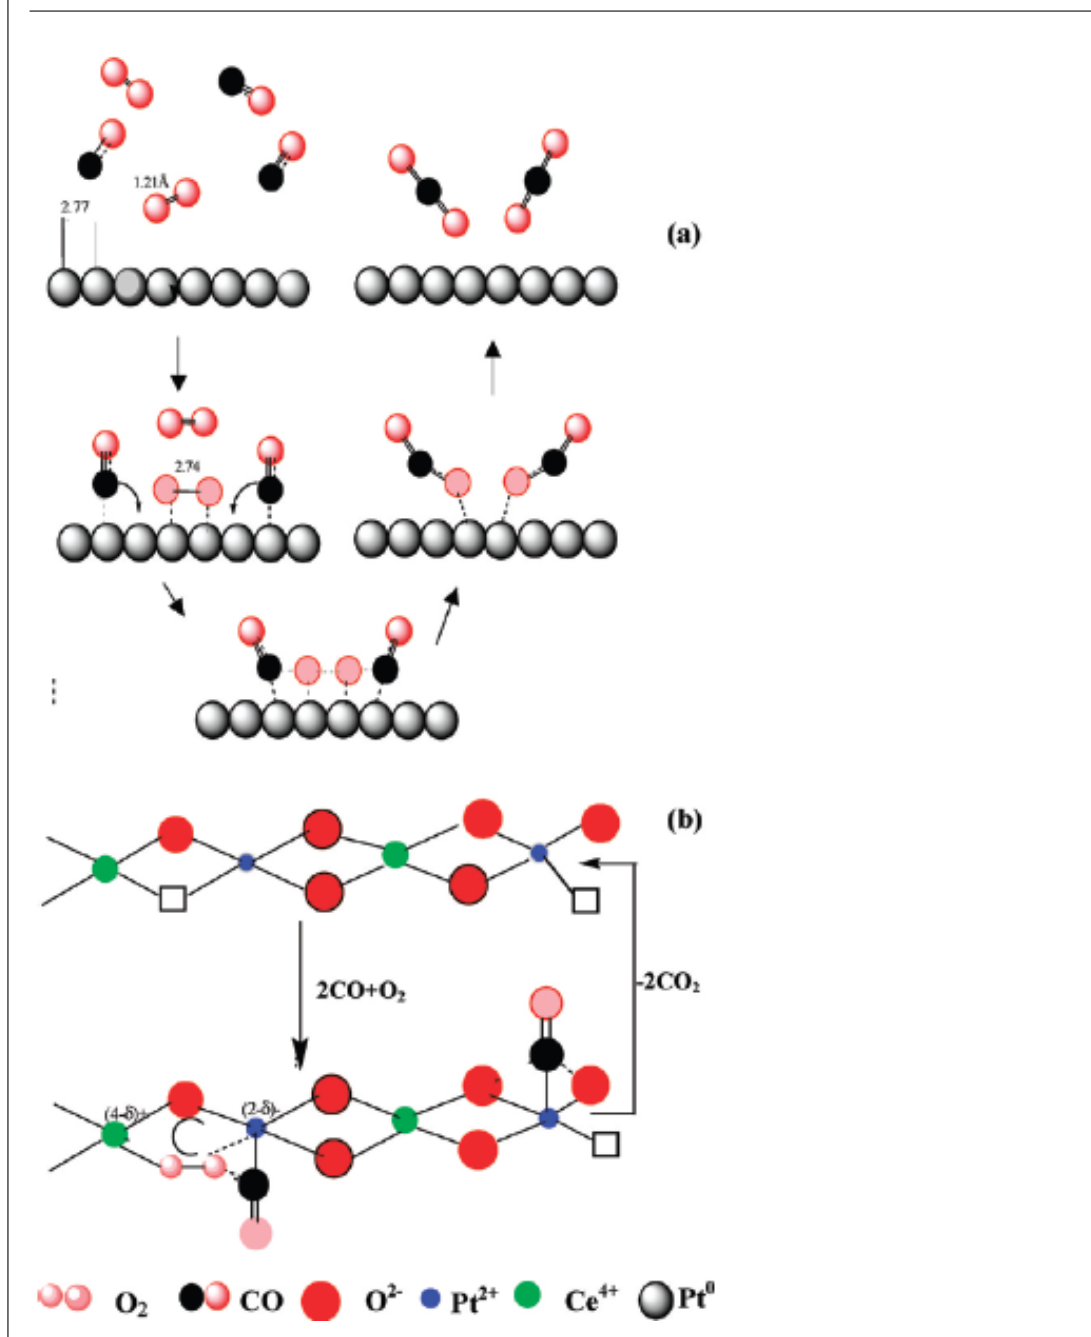 1.21Å
2.77
(a)
2.74
(b)
2CO+O₂
-2CO₂
(4-δ)+
(2-δ)-
O₂
CO
O²⁻
Pt²⁺
Ce⁴⁺
Pt⁰